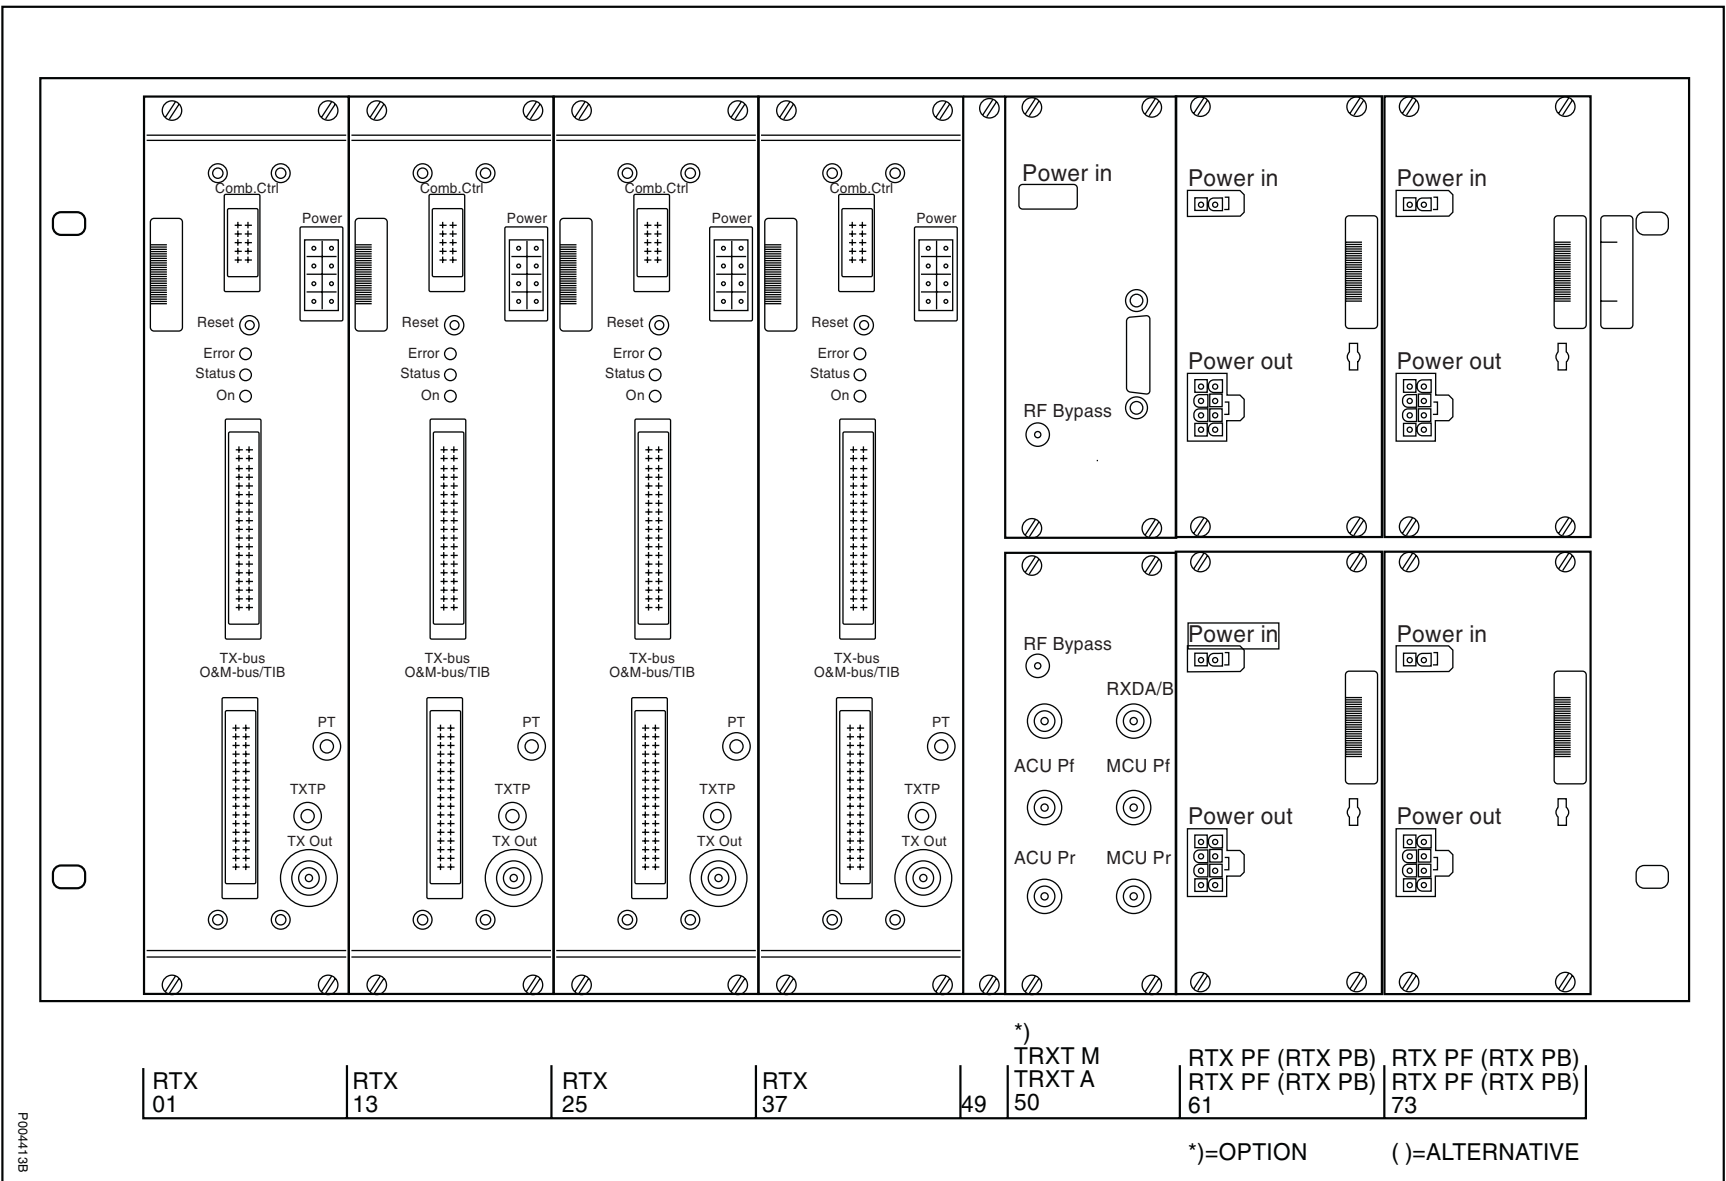 Comb.Ctrl
Power
Reset
Error
Status
On
TX-bus
O&M-bus/TIB
PT
TXTP
TX Out
Comb.Ctrl
Power
Reset
Error
Status
On
TX-bus
O&M-bus/TIB
PT
TXTP
TX Out
Comb.Ctrl
Power
Reset
Error
Status
On
TX-bus
O&M-bus/TIB
PT
TXTP
TX Out
Comb.Ctrl
Power
Reset
Error
Status
On
TX-bus
O&M-bus/TIB
PT
TXTP
TX Out
Power in
RF Bypass
RF Bypass
RXDA/B
ACU Pf MCU Pf
ACU Pr MCU Pr
Power in
Power out
Power in
Power out
Power in
Power out
Power in
Power out
RTX
01
RTX
13
RTX
25
RTX
37
49
*)
TRXT M
TRXT A
50
RTX PF (RTX PB)
RTX PF (RTX PB)
61
RTX PF (RTX PB)
RTX PF (RTX PB)
73
*)=OPTION
( )=ALTERNATIVE
P004413B